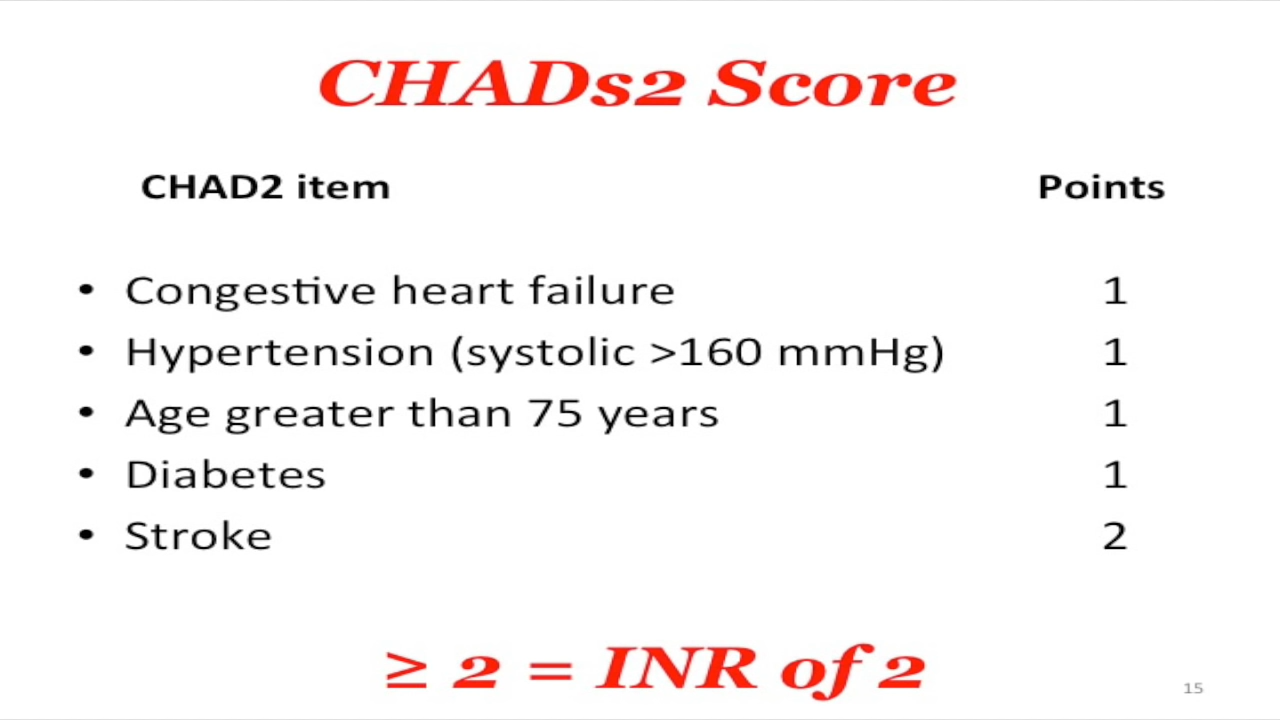 CHADs2 Score
CHAD2 item Points
• Congestive heart failure 1
• Hypertension (systolic >160 mmHg) 1
• Age greater than 75 years 1
• Diabetes 1
• Stroke 2
≥ 2 = INR of 2
15